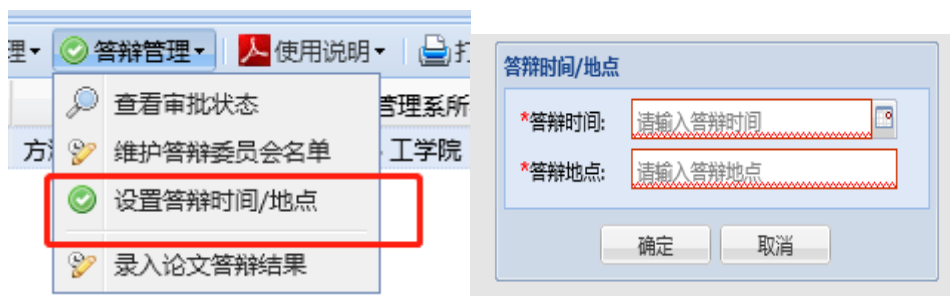 理 答辩管理 使用说明 打
查看审批状态
管理系所
方
维护答辩委员会名单
工学院
设置答辩时间/地点
录入论文答辩结果
答辩时间/地点
*答辩时间: 请输入答辩时间
*答辩地点: 请输入答辩地点
确定 取消